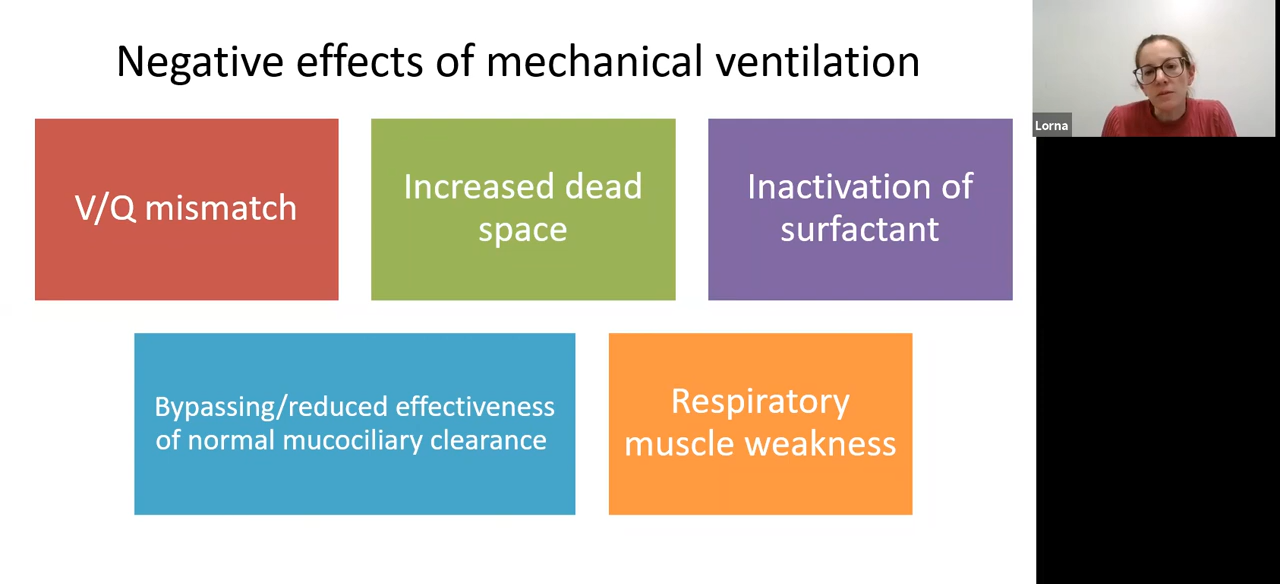 Negative effects of mechanical ventilation
Lorna
V/Q mismatch
Increased dead
space
Inactivation of
surfactant
Bypassing/reduced effectiveness
of normal mucociliary clearance
Respiratory
muscle weakness